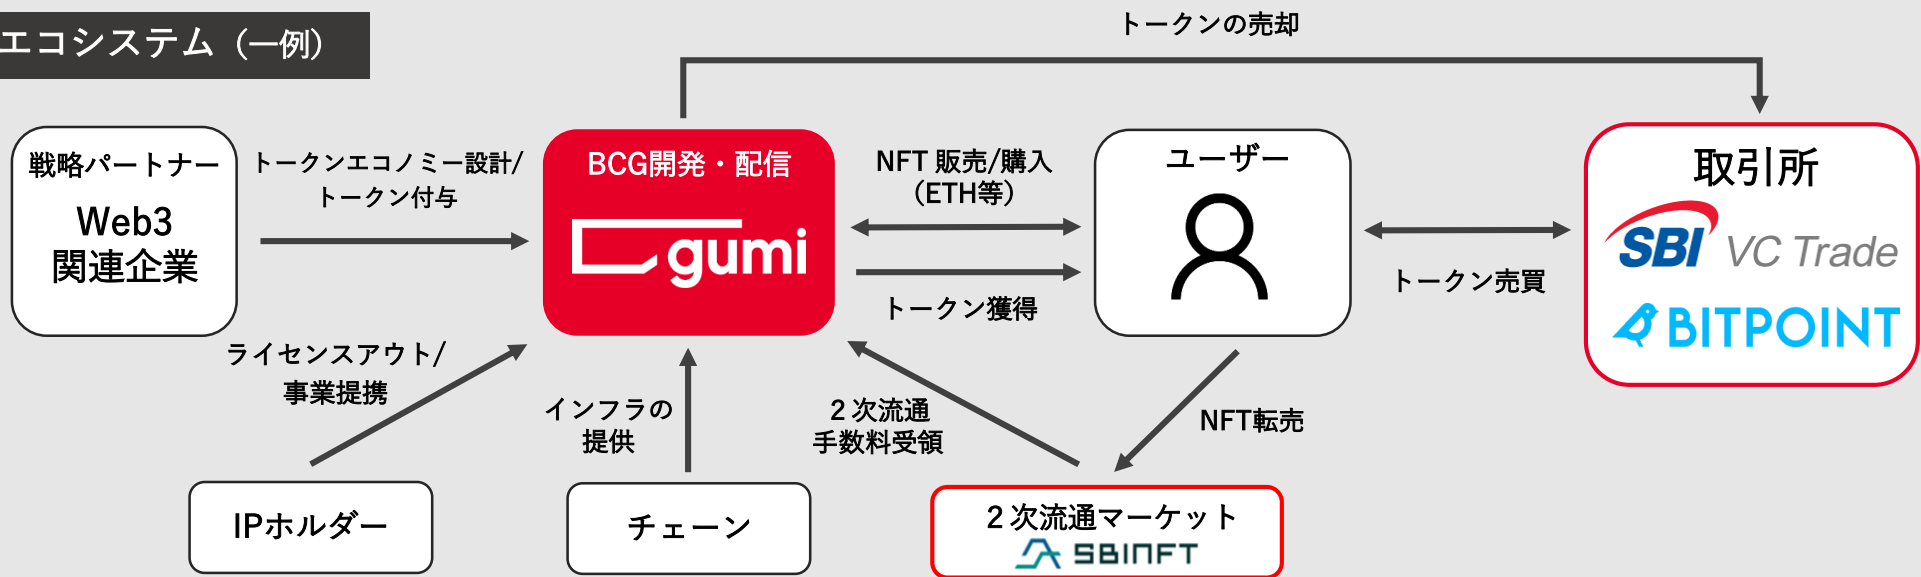 エコシステム（一例）
トークンの売却
戦略パートナー
Web3
関連企業
トークンエコノミー設計/
トークン付与
BCG開発・配信
gumi
NFT 販売/購入
（ETH等）
トークン獲得
ユーザー
トークン売買
取引所
SBI VC Trade
BITPOINT
ライセンスアウト/
事業提携
インフラの
提供
２次流通
手数料受領
NFT転売
IPホルダー
チェーン
２次流通マーケット
SBINFT